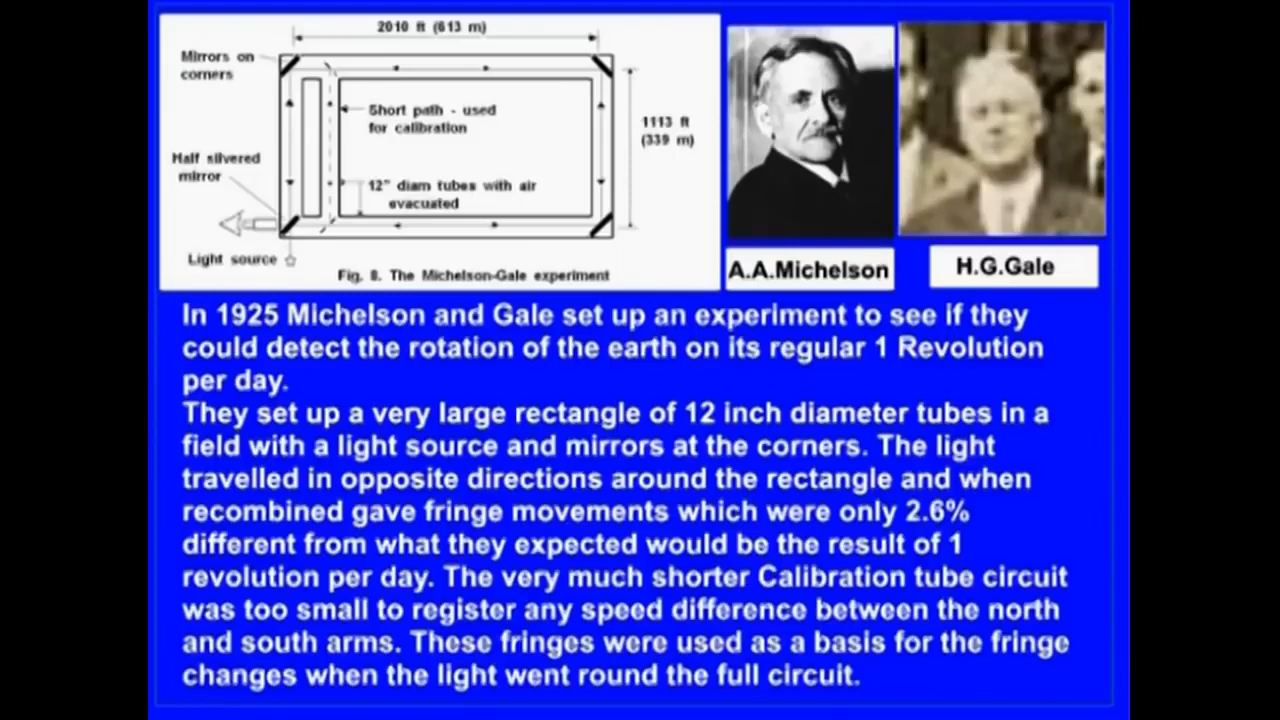 2010 ft (613 m)
Mirrors on
corners
Short path - used
for calibration
1113 ft
(339 m)
Half silvered
mirror
12" diam tubes with air
evacuated
Light source
Fig. 8. The Michelson-Gale experiment
A.A.Michelson
H.G.Gale
In 1925 Michelson and Gale set up an experiment to see if they
could detect the rotation of the earth on its regular 1 Revolution
per day.
They set up a very large rectangle of 12 inch diameter tubes in a
field with a light source and mirrors at the corners. The light
travelled in opposite directions around the rectangle and when
recombined gave fringe movements which were only 2.6%
different from what they expected would be the result of 1
revolution per day. The very much shorter Calibration tube circuit
was too small to register any speed difference between the north
and south arms. These fringes were used as a basis for the fringe
changes when the light went round the full circuit.